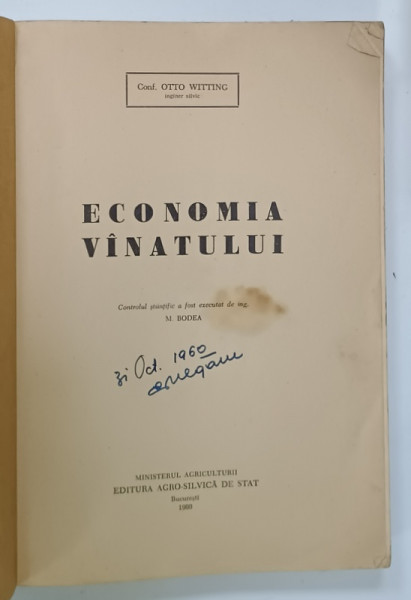 Conf. OTTO WITTING
inginer silvic
ECONOMIA
VÎNATULUI
Controlul științific a fost executat de ing.
M. BODEA
Oct. 1960
MINISTERUL AGRICULTURII
EDITURA AGRO-SILVICĂ DE STAT
București
1960